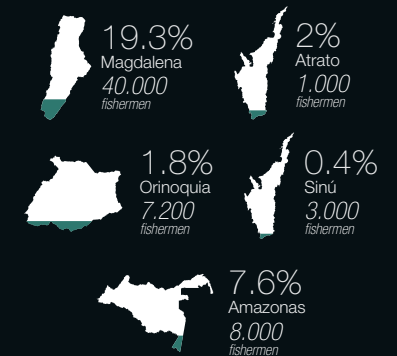 19.3%
Magdalena
40.000
fishermen
2%
Atrato
1.000
fishermen
1.8%
Orinoquia
7.200
fishermen
0.4%
Sinú
3.000
fishermen
7.6%
Amazonas
8.000
fishermen